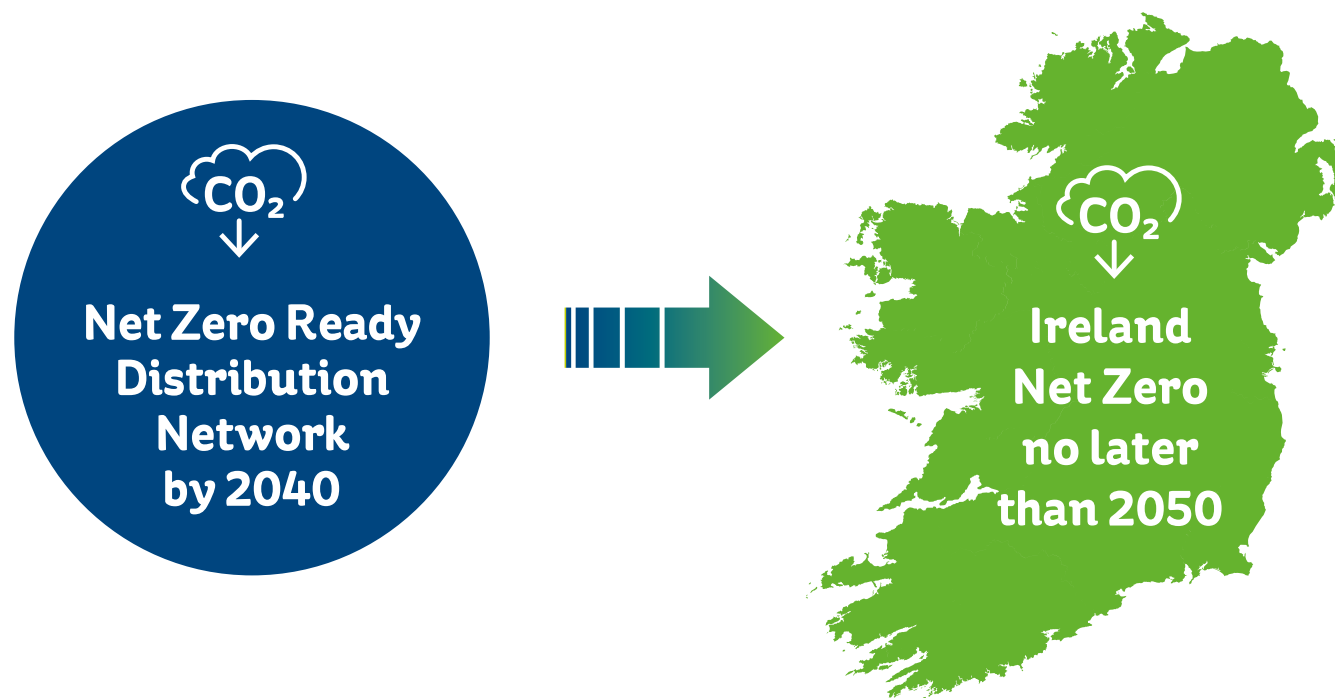 CO₂
Net Zero Ready
Distribution
Network
by 2040
CO₂
Ireland
Net Zero
no later
than 2050